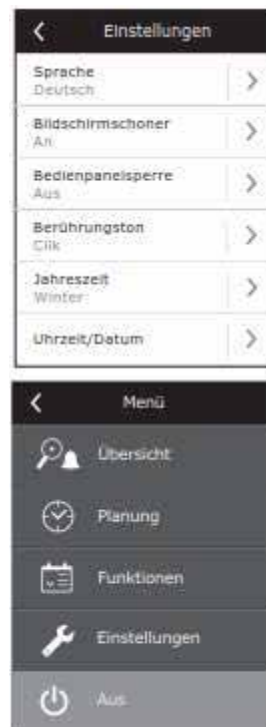 Einstellungen
Sprache
Deutsch
Bildschirmschoner
An
Bedienpanelsperre
Aus
Berührungston
Clik
Jahreszeit
Winter
Uhrzeit/Datum
Menü
Übersicht
Planung
Funktionen
Einstellungen
Aus